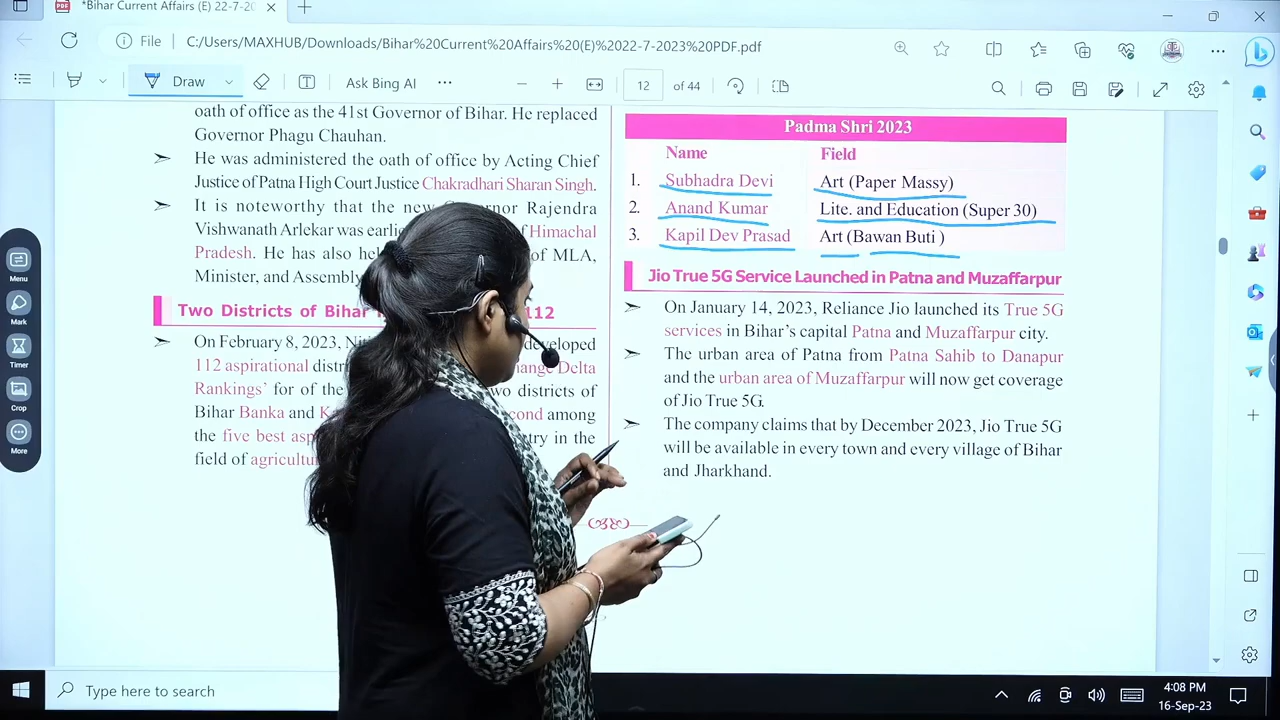 *Bihar Current Affairs (E) 22-7-20
File
C:/Users/MAXHUB/Downloads/Bihar%20Current%20Affairs%20(E)%2022-7-2023%20PDF.pdf
Draw
Ask Bing AI
12 of 44
oath of office as the 41st Governor of Bihar. He replaced
Governor Phagu Chauhan.
➢ He was administered the oath of office by Acting Chief
Justice of Patna High Court Justice Chakradhari Sharan Singh.
➢ It is noteworthy that the new Governor Rajendra
Vishwanath Arlekar was of Himachal
Pradesh. He has also of MLA,
Minister, and Assembly
Two Districts of Bihar 112
➢ On February 8, 2023, developed
112 aspirational Delta
Rankings' for of the two districts of
Bihar Banka and among
the five best in the
field of
Padma Shri 2023
Name Field
1. Subhadra Devi Art (Paper Massy)
2. Anand Kumar Lite. and Education (Super 30)
3. Kapil Dev Prasad Art (Bawan Buti )
Jio True 5G Service Launched in Patna and Muzaffarpur
➢ On January 14, 2023, Reliance Jio launched its True 5G
services in Bihar's capital Patna and Muzaffarpur city.
➢ The urban area of Patna from Patna Sahib to Danapur
and the urban area of Muzaffarpur will now get coverage
of Jio True 5G.
➢ The company claims that by December 2023, Jio True 5G
will be available in every town and every village of Bihar
and Jharkhand.
Menu
Mark
Timer
Crop
More
Type here to search
4:08 PM
16-Sep-23